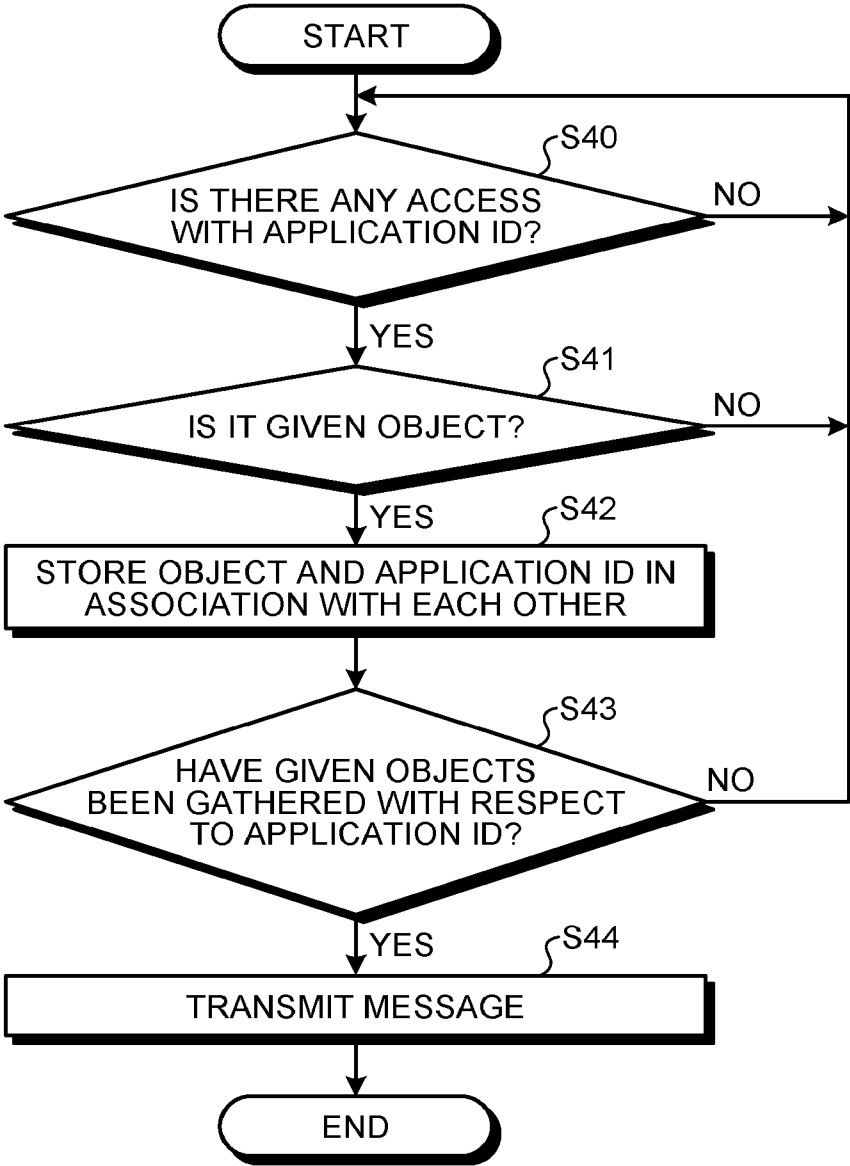 START
S40
IS THERE ANY ACCESS
WITH APPLICATION ID?
NO
YES
S41
IS IT GIVEN OBJECT?
NO
YES
S42
STORE OBJECT AND APPLICATION ID IN
ASSOCIATION WITH EACH OTHER
S43
HAVE GIVEN OBJECTS
BEEN GATHERED WITH RESPECT
TO APPLICATION ID?
NO
YES
S44
TRANSMIT MESSAGE
END